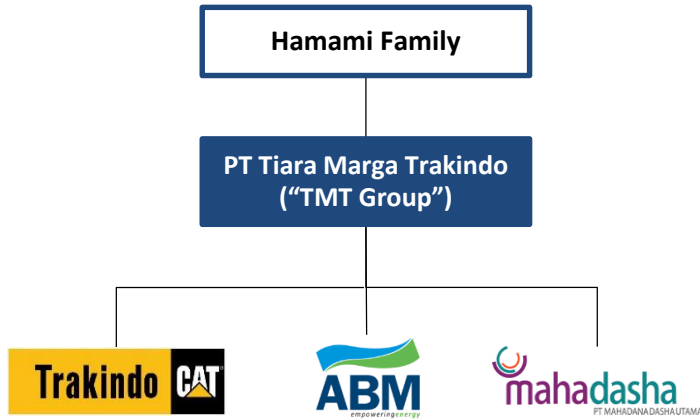 Hamami Family
PT Tiara Marga Trakindo
(“TMT Group”)
Trakindo CAT
ABM
empoweringenergy
mahadasha
PT MAHADANA DASHA UTAMA